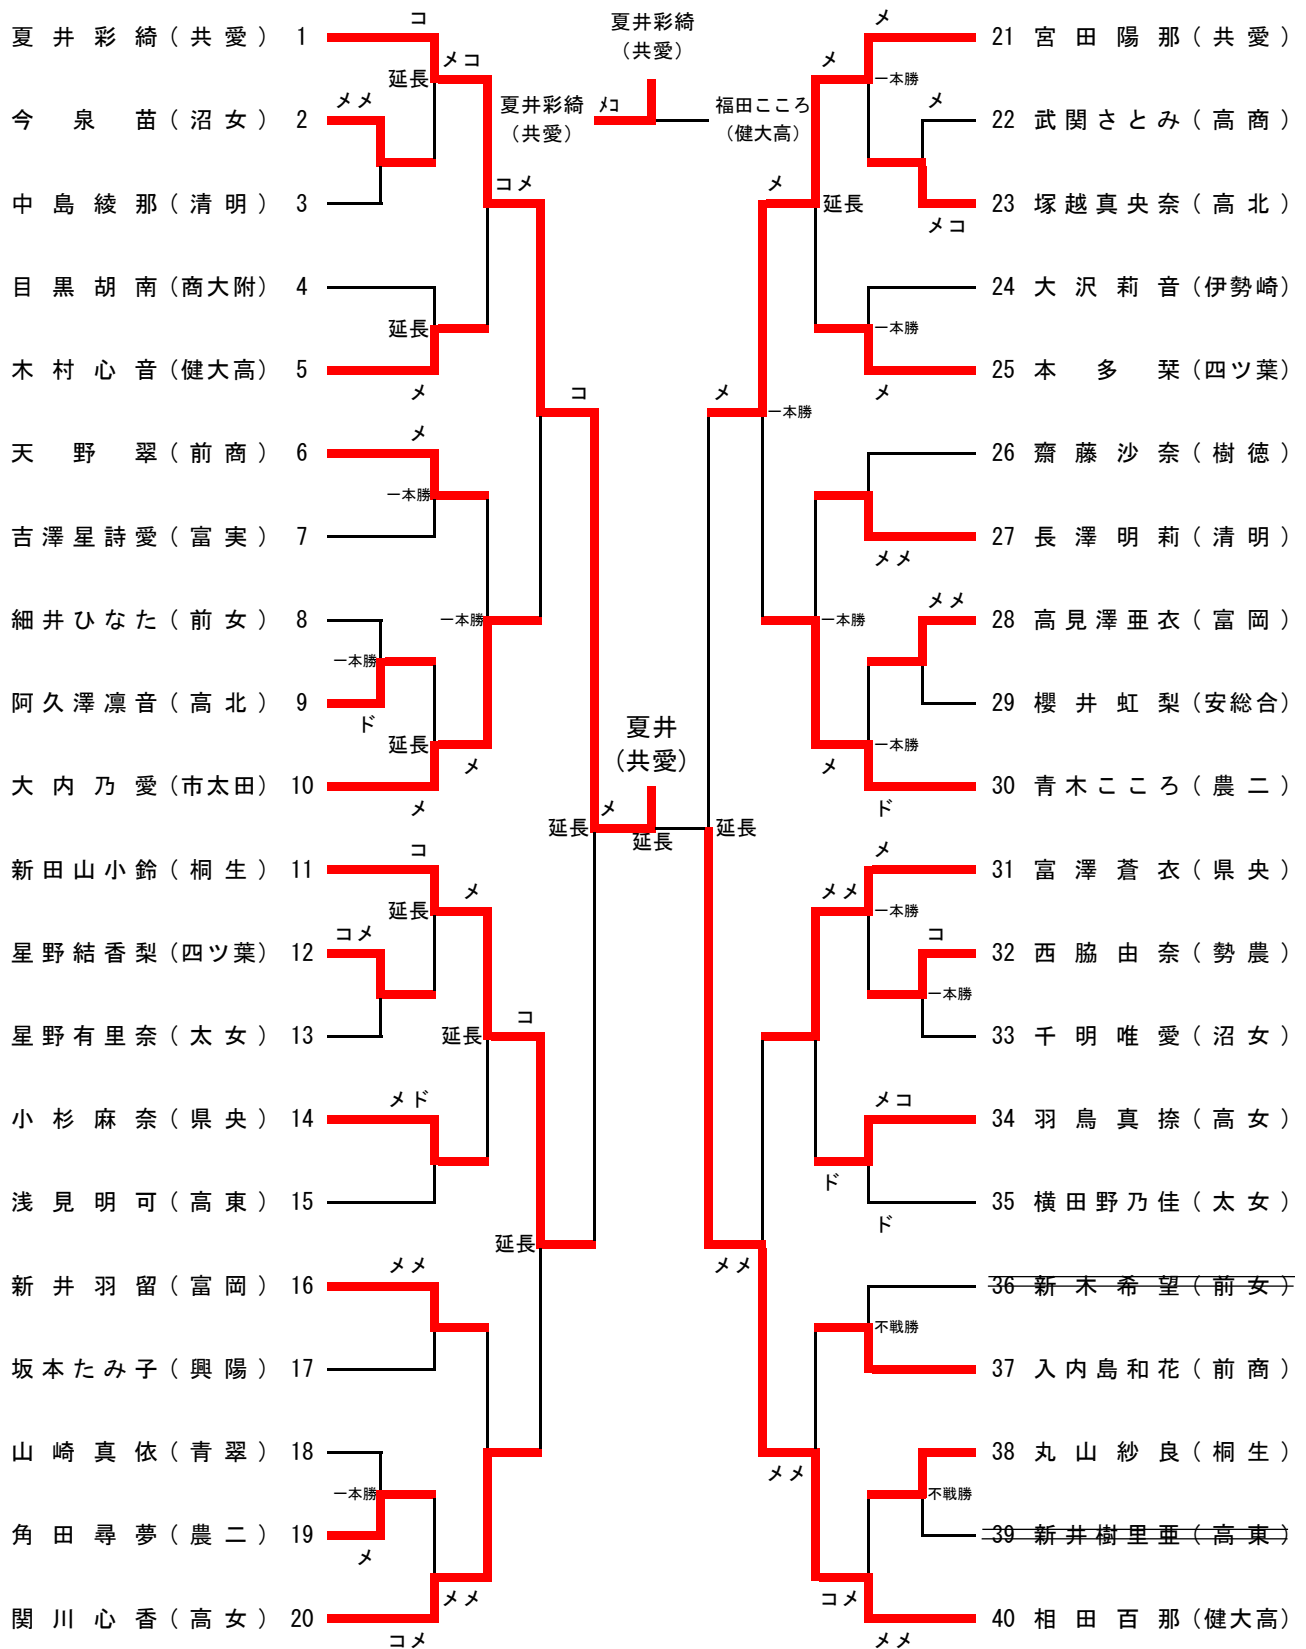 夏井彩綺(共愛) 1
今泉苗(沼女) 2
中島綾那(清明) 3
目黒胡南(商大附) 4
木村心音(健大高) 5
天野翠(前商) 6
吉澤星詩愛(富実) 7
細井ひなた(前女) 8
阿久澤凛音(高北) 9
大内乃愛(市太田) 10
新田山小鈴(桐生) 11
星野結香梨(四ツ葉) 12
星野有里奈(太女) 13
小杉麻奈(県央) 14
浅見明可(高東) 15
新井羽留(富岡) 16
坂本たみ子(興陽) 17
山崎真依(青翠) 18
角田尋夢(農二) 19
関川心香(高女) 20
コ
延長
メコ
メメ
コメ
延長
メ
メ
一本勝
一本勝
一本勝
ド
延長
メ
メ
コ
コ
延長
メ
コメ
延長
コ
メド
延長
メメ
一本勝
メ
メメ
コメ
夏井彩綺
(共愛)
夏井彩綺
(共愛)
メコ
福田こころ
(健大高)
夏井
(共愛)
延長
メ
延長
延長
メ
メ
一本勝
メ
メコ
メ
延長
一本勝
メ
メ
一本勝
メメ
メメ
一本勝
一本勝
メ
ド
メ
メメ
一本勝
コ
一本勝
メコ
ド
ド
メメ
不戦勝
メメ
不戦勝
コメ
メメ
21 宮田陽那(共愛)
22 武関さとみ(高商)
23 塚越真央奈(高北)
24 大沢莉音(伊勢崎)
25 本多栞(四ツ葉)
26 齋藤沙奈(樹徳)
27 長澤明莉(清明)
28 高見澤亜衣(富岡)
29 櫻井虹梨(安総合)
30 青木こころ(農二)
31 富澤蒼衣(県央)
32 西脇由奈(勢農)
33 千明唯愛(沼女)
34 羽鳥真捺(高女)
35 横田野乃佳(太女)
36 新木希望(前女)
37 入内島和花(前商)
38 丸山紗良(桐生)
39 新井樹里亜(高東)
40 相田百那(健大高)